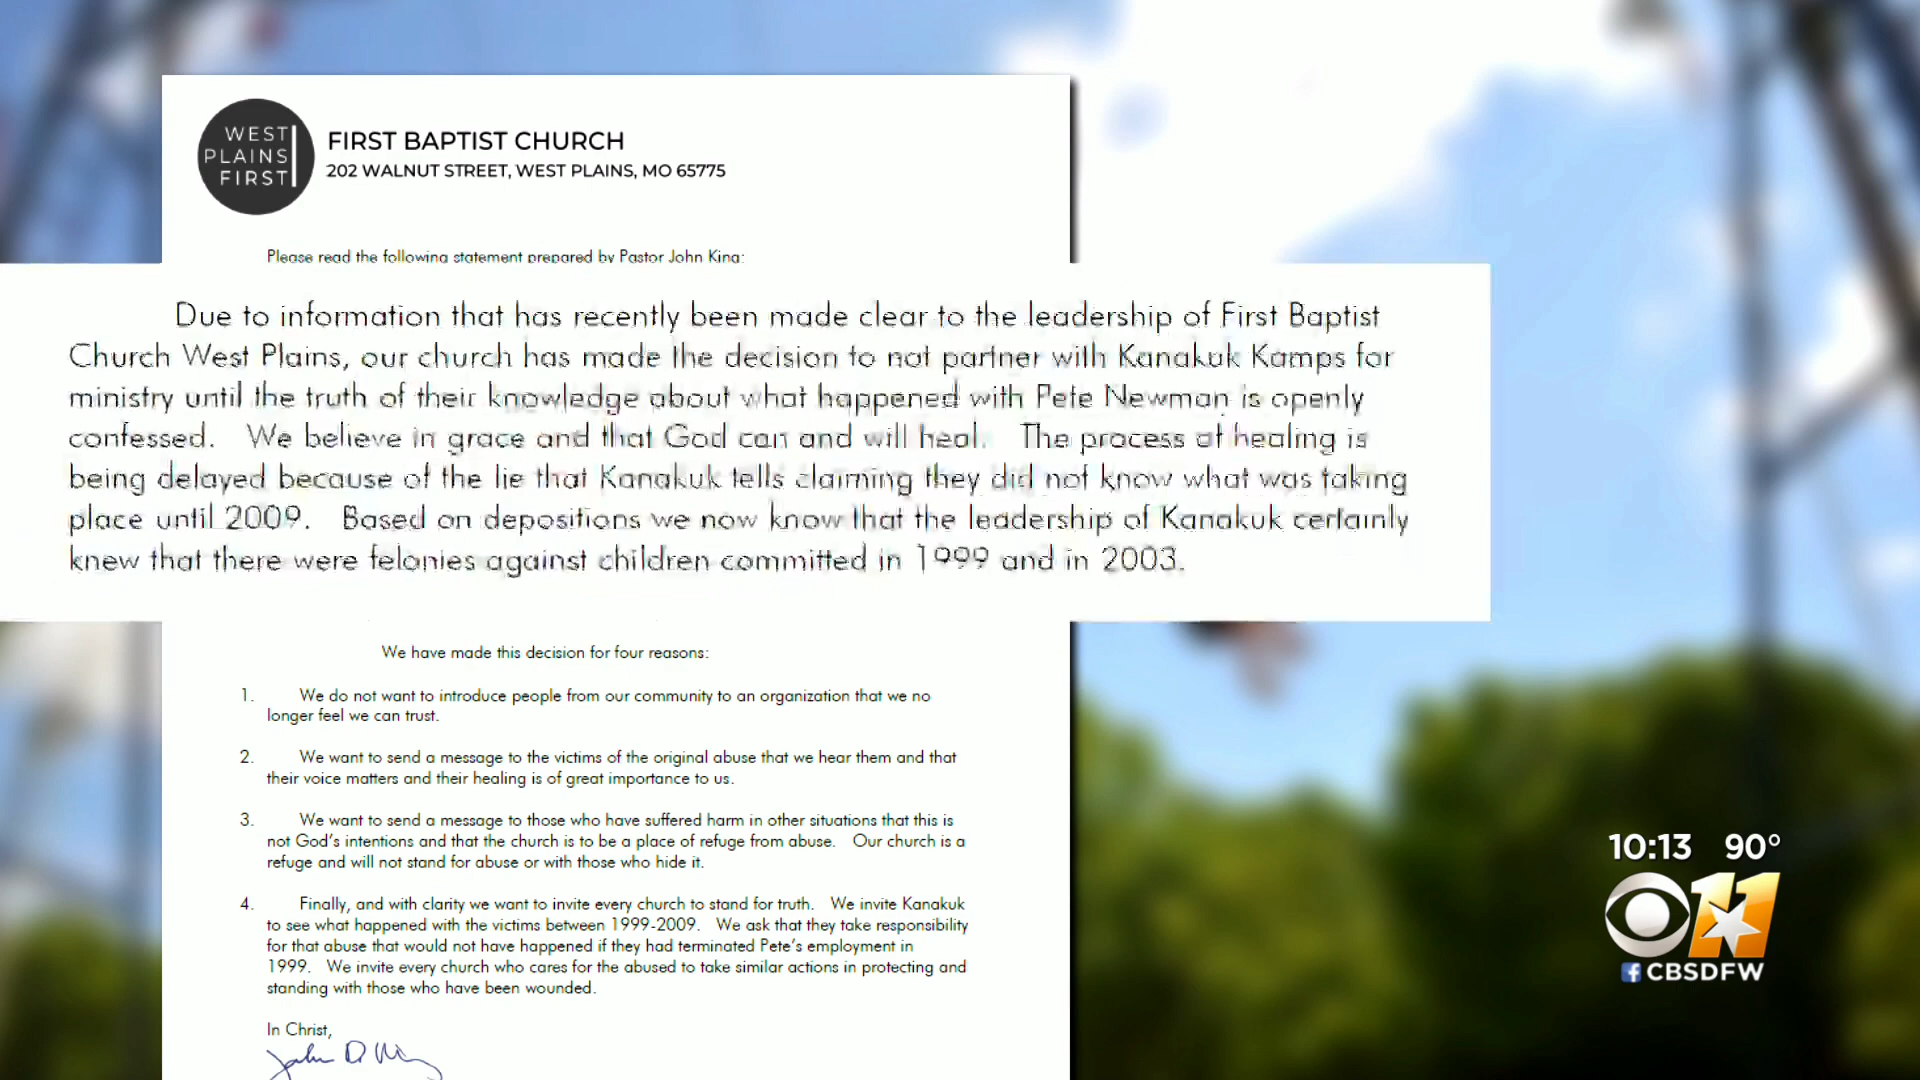 WEST
PLAINS
FIRST
FIRST BAPTIST CHURCH
202 WALNUT STREET, WEST PLAINS, MO 65775
Please read the following statement prepared by Pastor John King:
Due to information that has recently been made clear to the leadership of First Baptist
Church West Plains, our church has made the decision to not partner with Kanakuk Kamps for
ministry until the truth of their knowledge about what happened with Pete Newman is openly
confessed. We believe in grace and that God can and will heal. The process of healing is
being delayed because of the lie that Kanakuk tells claiming they did not know what was taking
place until 2009. Based on depositions we now know that the leadership of Kanakuk certainly
knew that there were felonies against children committed in 1999 and in 2003.
We have made this decision for four reasons:
1. We do not want to introduce people from our community to an organization that we no
longer feel we can trust.
2. We want to send a message to the victims of the original abuse that we hear them and that
their voice matters and their healing is of great importance to us.
3. We want to send a message to those who have suffered harm in other situations that this is
not God's intentions and that the church is to be a place of refuge from abuse. Our church is a
refuge and will not stand for abuse or with those who hide it.
4. Finally, and with clarity we want to invite every church to stand for truth. We invite Kanakuk
to see what happened with the victims between 1999-2009. We ask that they take responsibility
for that abuse that would not have happened if they had terminated Pete's employment in
1999. We invite every church who cares for the abused to take similar actions in protecting and
standing with those who have been wounded.
In Christ,
10:13 90°
11
CBSDFW